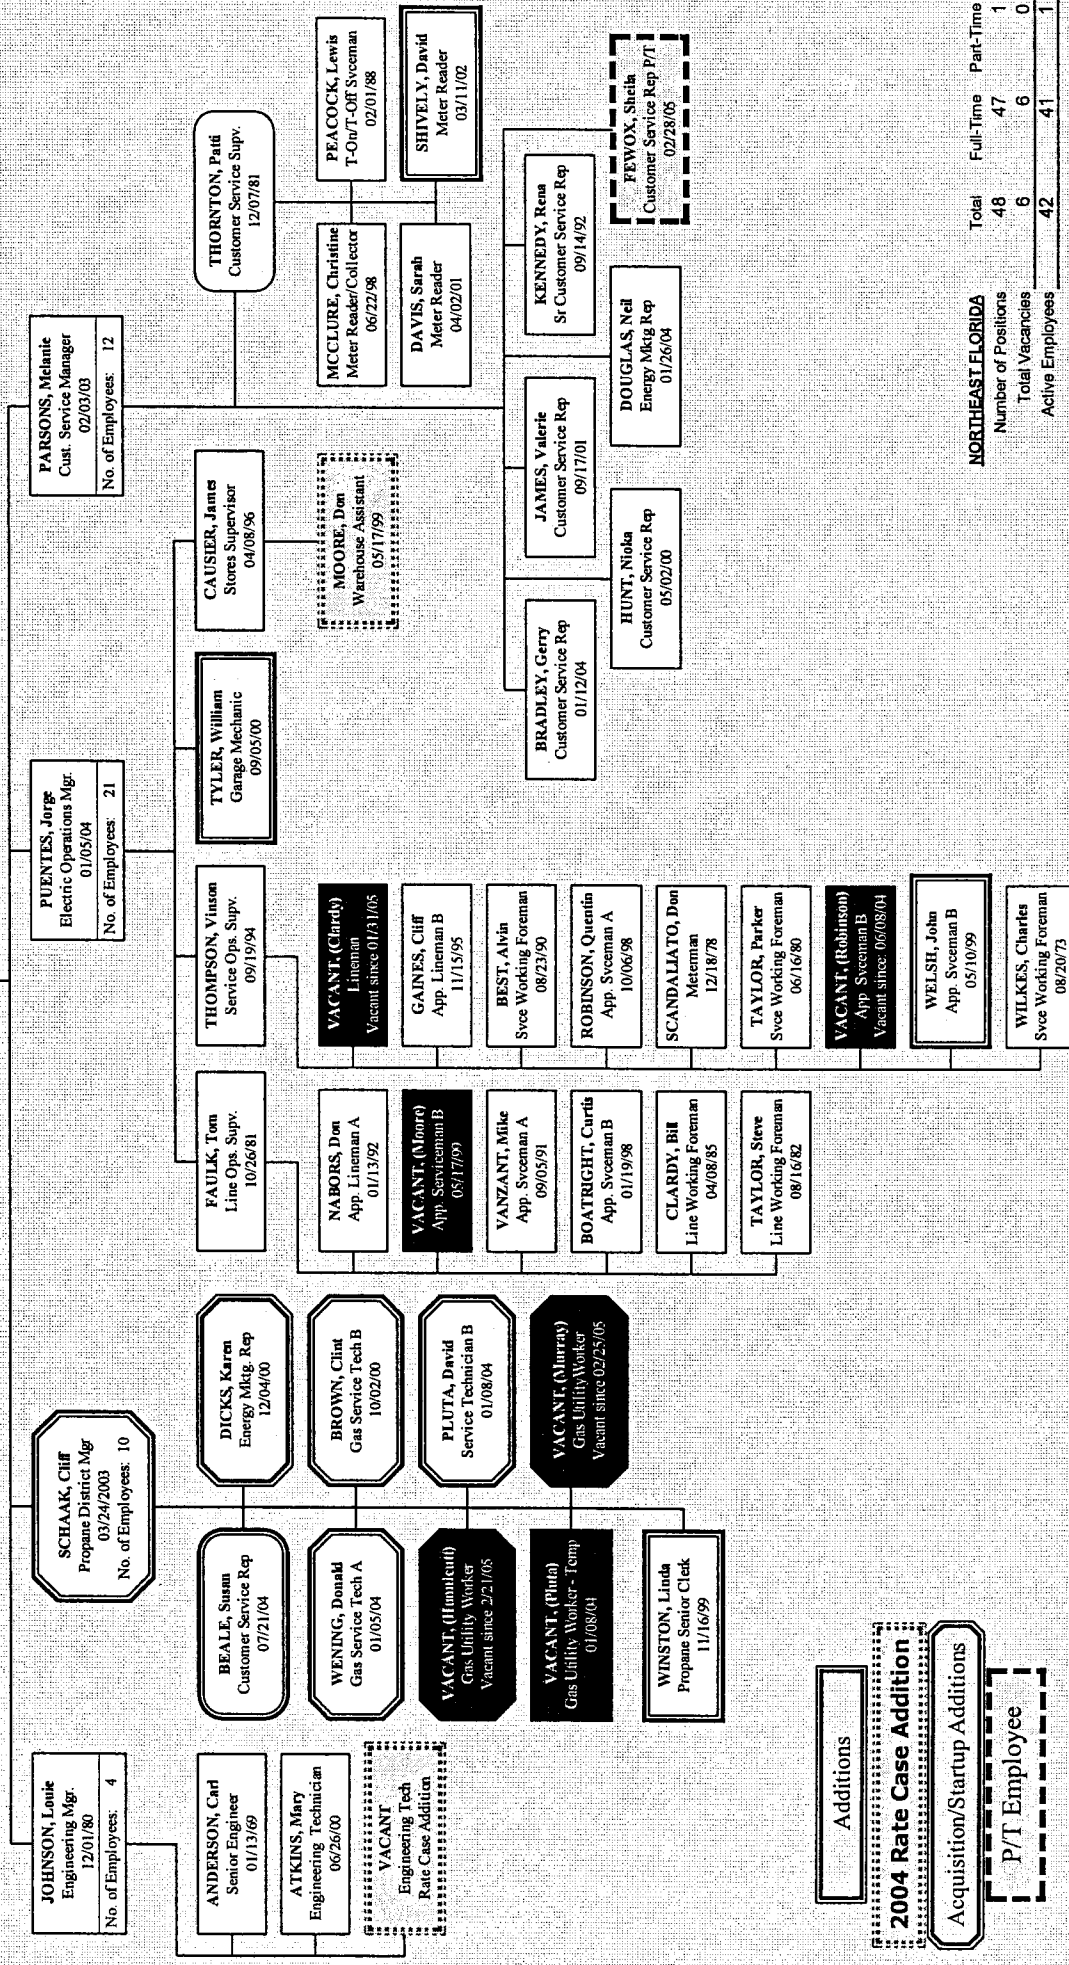 JOHNSON, Louie
Engineering Mgr.
12/01/80
No. of Employees: 4
ANDERSON, Carl
Senior Engineer
01/13/69
ATKINS, Mary
Engineering Technician
06/26/00
VACANT
Engineering Tech
Rate Case Addition
SCHAAK, Cliff
Propane District Mgr
03/24/2003
No. of Employees: 10
BEALE, Susan
Customer Service Rep
07/21/04
DICKS, Karen
Energy Mktg. Rep
12/04/00
WENING, Donald
Gas Service Tech A
01/05/04
BROWN, Clint
Gas Service Tech B
10/02/00
VACANT, (Hunnicutt)
Gas Utility Worker
Vacant since 2/21/05
PLUTA, David
Service Technician B
01/08/04
VACANT, (Pluta)
Gas Utility Worker - Temp
01/08/04
VACANT, (Murray)
Gas Utility Worker
Vacant since 02/25/05
WINSTON, Linda
Propane Senior Clerk
11/16/99
PUENTES, Jorge
Electric Operations Mgr.
01/05/04
No. of Employees: 21
FAULK, Tom
Line Ops. Supv.
10/26/81
NABORS, Don
App. Lineman A
01/13/92
VACANT, (Moore)
App. Serviceman B
05/17/99
VANZANT, Mike
App. Svceman A
09/05/91
BOATRIGHT, Curtis
App. Svceman B
01/19/98
CLARDY, Bill
Line Working Foreman
04/08/85
TAYLOR, Steve
Line Working Foreman
08/16/82
THOMPSON, Vinson
Service Ops. Supv.
09/19/94
VACANT, (Clardy)
Lineman
Vacant since 01/31/05
GAINES, Cliff
App. Lineman B
11/15/95
BEST, Alvin
Svce Working Foreman
08/23/90
ROBINSON, Quentin
App. Svceman A
10/06/98
SCANDALIATO, Don
Meterman
12/18/78
TAYLOR, Parker
Svce Working Foreman
06/16/80
VACANT, (Robinson)
App Svceman B
Vacant since: 06/08/04
WELSH, John
App. Svceman B
05/10/99
WILKES, Charles
Svce Working Foreman
08/20/73
TYLER, William
Garage Mechanic
09/05/00
CAUSIER, James
Stores Supervisor
04/08/96
MOORE, Don
Warehouse Assistant
05/17/99
PARSONS, Melanie
Cust. Service Manager
02/03/03
No. of Employees: 12
THORNTON, Patti
Customer Service Supv.
12/07/81
MCCLURE, Christine
Meter Reader/Collector
06/22/98
PEACOCK, Lewis
T-On/T-Off Svceman
02/01/88
DAVIS, Sarah
Meter Reader
04/02/01
SHIVELY, David
Meter Reader
03/11/02
BRADLEY, Gerry
Customer Service Rep
01/12/04
JAMES, Valerie
Customer Service Rep
09/17/01
KENNEDY, Rena
Sr Customer Service Rep
09/14/92
HUNT, Nioka
Customer Service Rep
05/02/00
DOUGLAS, Neil
Energy Mktg Rep
01/26/04
FEWOX, Sheila
Customer Service Rep P/T
02/28/05
Additions
2004 Rate Case Addition
Acquisition/Startup Additions
P/T Employee
NORTHEAST FLORIDA Total Full-Time Part-Time
Number of Positions 48 47 1
Total Vacancies 6 6 0
Active Employees 42 41 1